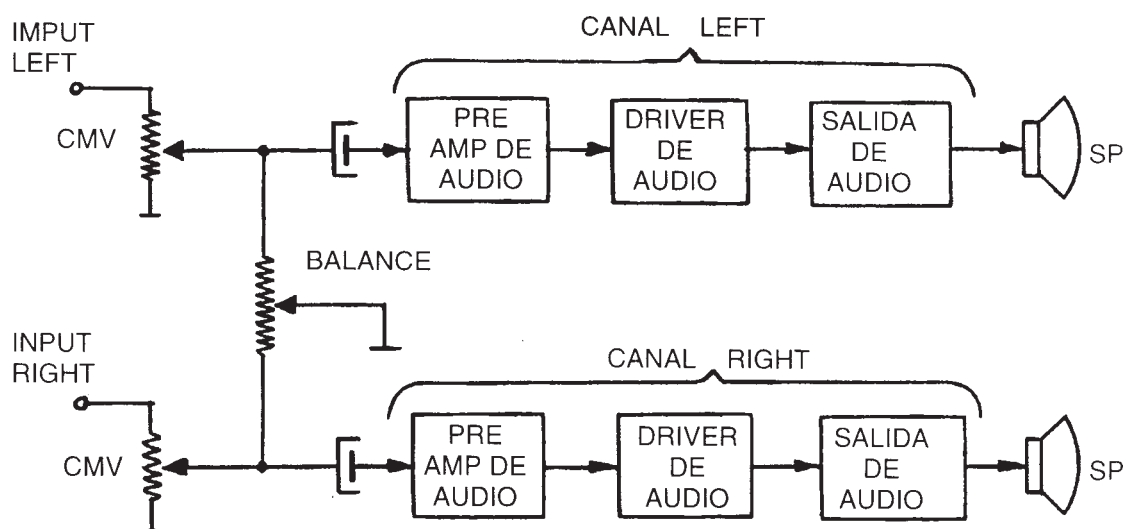 IMPUT
LEFT
CMV
CANAL LEFT
PRE
AMP DE
AUDIO
DRIVER
DE
AUDIO
SALIDA
DE
AUDIO
SP
BALANCE
INPUT
RIGHT
CMV
CANAL RIGHT
PRE
AMP DE
AUDIO
DRIVER
DE
AUDIO
SALIDA
DE
AUDIO
SP